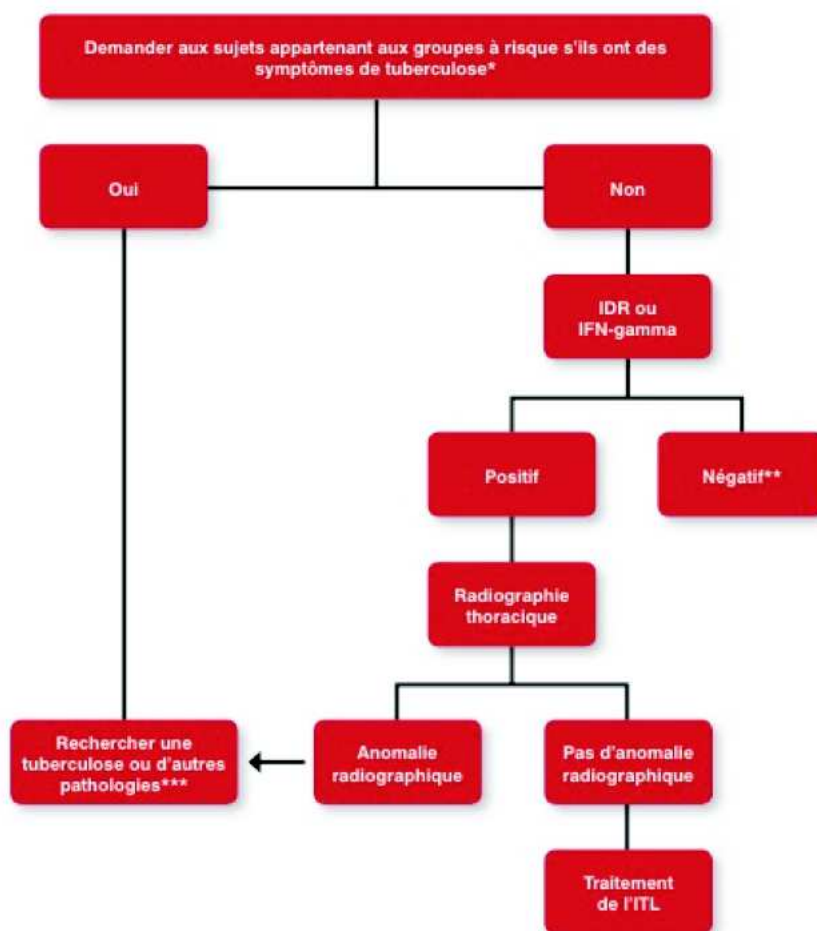 Demander aux sujets appartenant aux groupes à risque s'ils ont des
symptômes de tuberculose*
Oui
Non
IDR ou
IFN-gamma
Positif
Négatif**
Radiographie
thoracique
Rechercher une
tuberculose ou d'autres
pathologies***
Anomalie
radiographique
Pas d'anomalie
radiographique
Traitement
de l'ITL